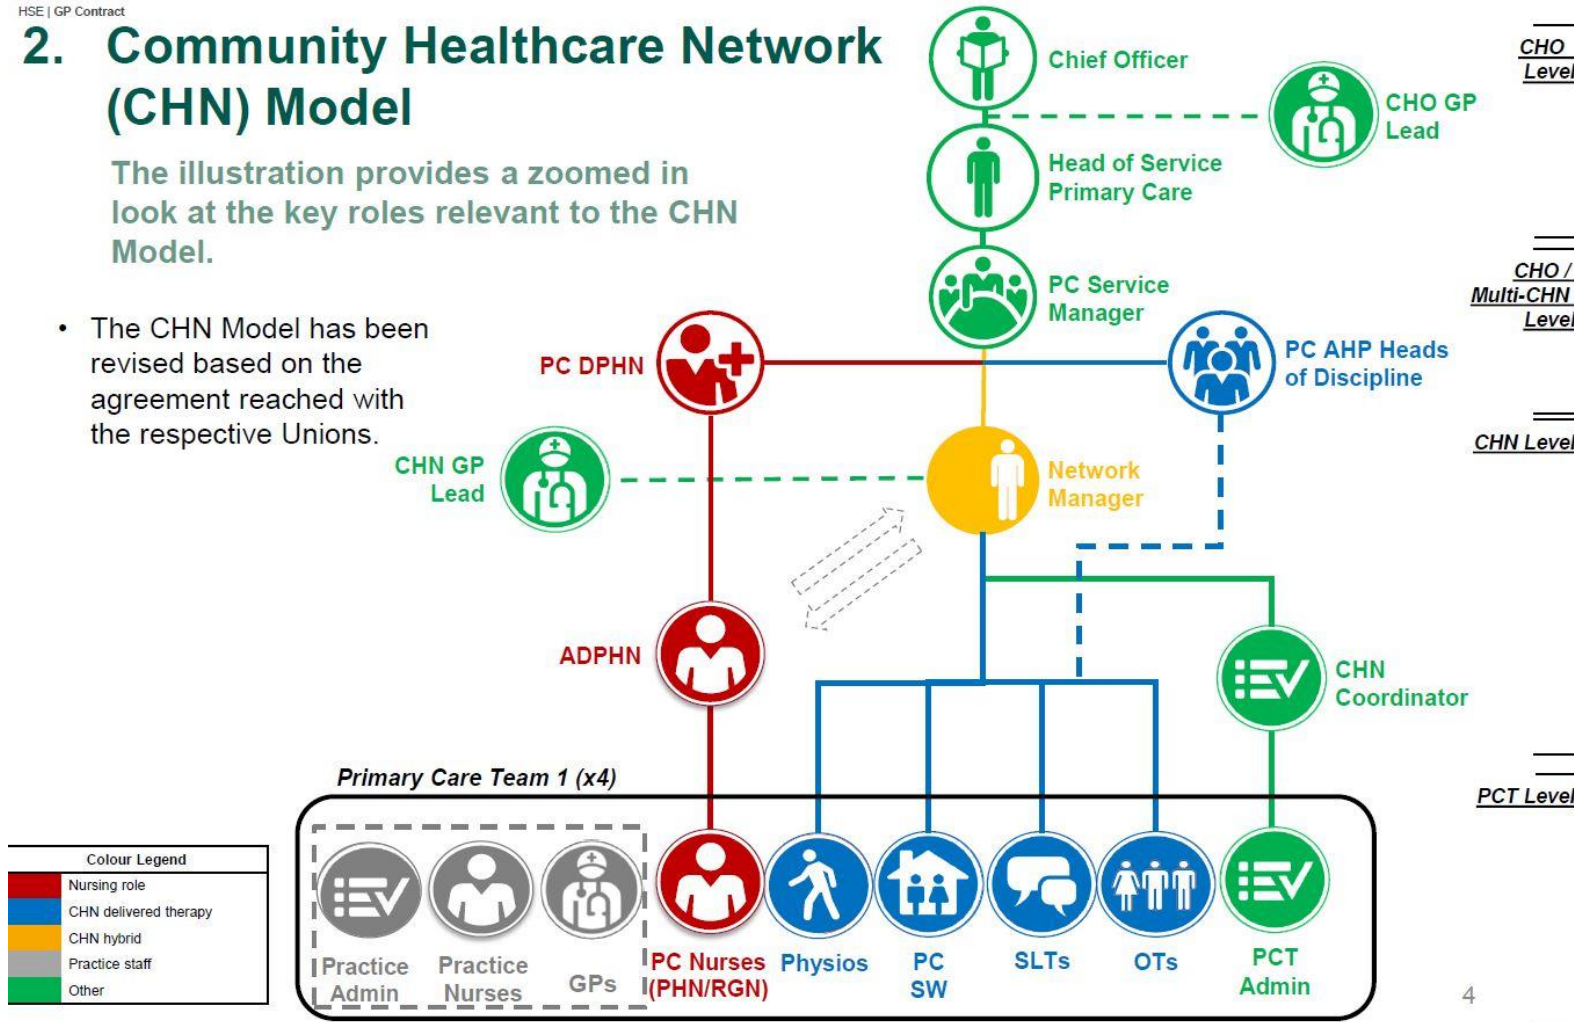 HSE | GP Contract
2. Community Healthcare Network
(CHN) Model
The illustration provides a zoomed in
look at the key roles relevant to the CHN
Model.
• The CHN Model has been
revised based on the
agreement reached with
the respective Unions.
Chief Officer
CHO GP
Lead
Head of Service
Primary Care
PC Service
Manager
PC DPHN
PC AHP Heads
of Discipline
CHN GP
Lead
Network
Manager
ADPHN
CHN
Coordinator
Primary Care Team 1 (x4)
Practice
Admin
Practice
Nurses
GPs
PC Nurses
(PHN/RGN)
Physios
PC
SW
SLTs
OTs
PCT
Admin
CHO
Level
CHO /
Multi-CHN
Level
CHN Level
PCT Level
Colour Legend
Nursing role
CHN delivered therapy
CHN hybrid
Practice staff
Other
4